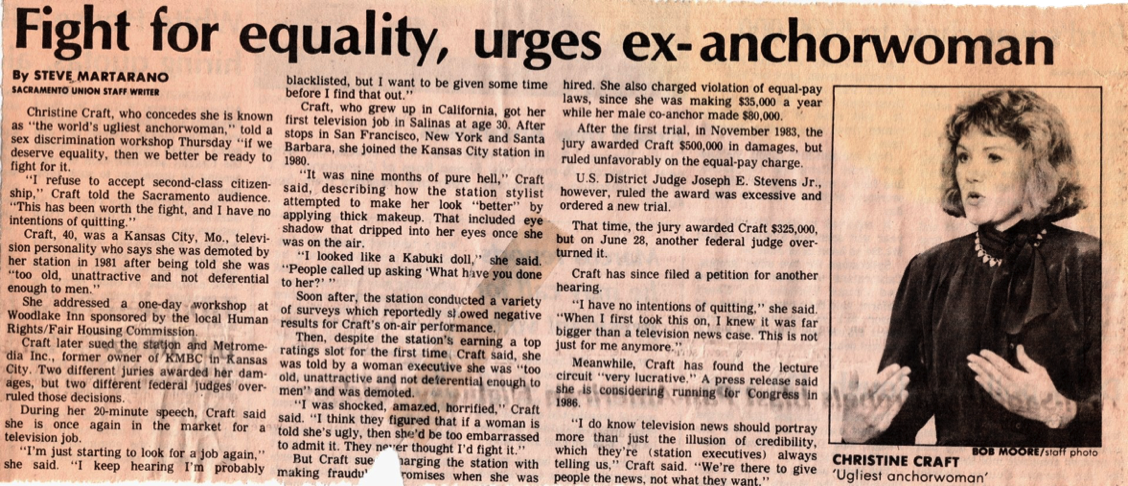 Fight for equality, urges ex-anchorwoman
By STEVE MARTARANO
SACRAMENTO UNION STAFF WRITER
Christine Craft, who concedes she is known
as "the world's ugliest anchorwoman," told a
sex discrimination workshop Thursday "if we
deserve equality, then we better be ready to
fight for it.
"I refuse to accept second-class citizen-
ship," Craft told the Sacramento audience.
"This has been worth the fight, and I have no
intentions of quitting."
Craft, 40, was a Kansas City, Mo., televi-
sion personality who says she was demoted by
her station in 1981 after being told she was
"too old, unattractive and not deferential
enough to men."
She addressed a one-day workshop at
Woodlake Inn sponsored by the local Human
Rights/Fair Housing Commission.
Craft later sued the station and Metrome-
dia Inc., former owner of KMBC in Kansas
City. Two different juries awarded her dam-
ages, but two different federal judges over-
ruled those decisions.
During her 20-minute speech, Craft said
she is once again in the market for a
television job.
"I'm just starting to look for a job again,"
she said. "I keep hearing I'm probably
blacklisted, but I want to be given some time
before I find that out."
Craft, who grew up in California, got her
first television job in Salinas at age 30. After
stops in San Francisco, New York and Santa
Barbara, she joined the Kansas City station in
1980.
"It was nine months of pure hell," Craft
said, describing how the station stylist
attempted to make her look "better" by
applying thick makeup. That included eye
shadow that dripped into her eyes once she
was on the air.
"I looked like a Kabuki doll," she said.
"People called up asking 'What have you done
to her?' "
Soon after, the station conducted a variety
of surveys which reportedly showed negative
results for Craft's on-air performance.
Then, despite the station's earning a top
ratings slot for the first time, Craft said, she
was told by a woman executive she was "too
old, unattractive and not deferential enough to
men" and was demoted.
"I was shocked, amazed, horrified," Craft
said. "I think they figured that if a woman is
told she's ugly, then she'd be too embarrassed
to admit it. They never thought I'd fight it."
But Craft sue harging the station with
making fraudu romises when she was
hired. She also charged violation of equal-pay
laws, since she was making $35,000 a year
while her male co-anchor made $80,000.
After the first trial, in November 1983, the
jury awarded Craft $500,000 in damages, but
ruled unfavorably on the equal-pay charge.
U.S. District Judge Joseph E. Stevens Jr.,
however, ruled the award was excessive and
ordered a new trial.
That time, the jury awarded Craft $325,000,
but on June 28, another federal judge over-
turned it.
Craft has since filed a petition for another
hearing.
"I have no intentions of quitting," she said.
"When I first took this on, I knew it was far
bigger than a television news case. This is not
just for me anymore."
Meanwhile, Craft has found the lecture
circuit "very lucrative." A press release said
she is considering running for Congress in
1986.
"I do know television news should portray
more than just the illusion of credibility,
which they're (station executives) always
telling us," Craft said. "We're there to give
people the news, not what they want."
BOB MOORE/staff photo
CHRISTINE CRAFT
'Ugliest anchorwoman'